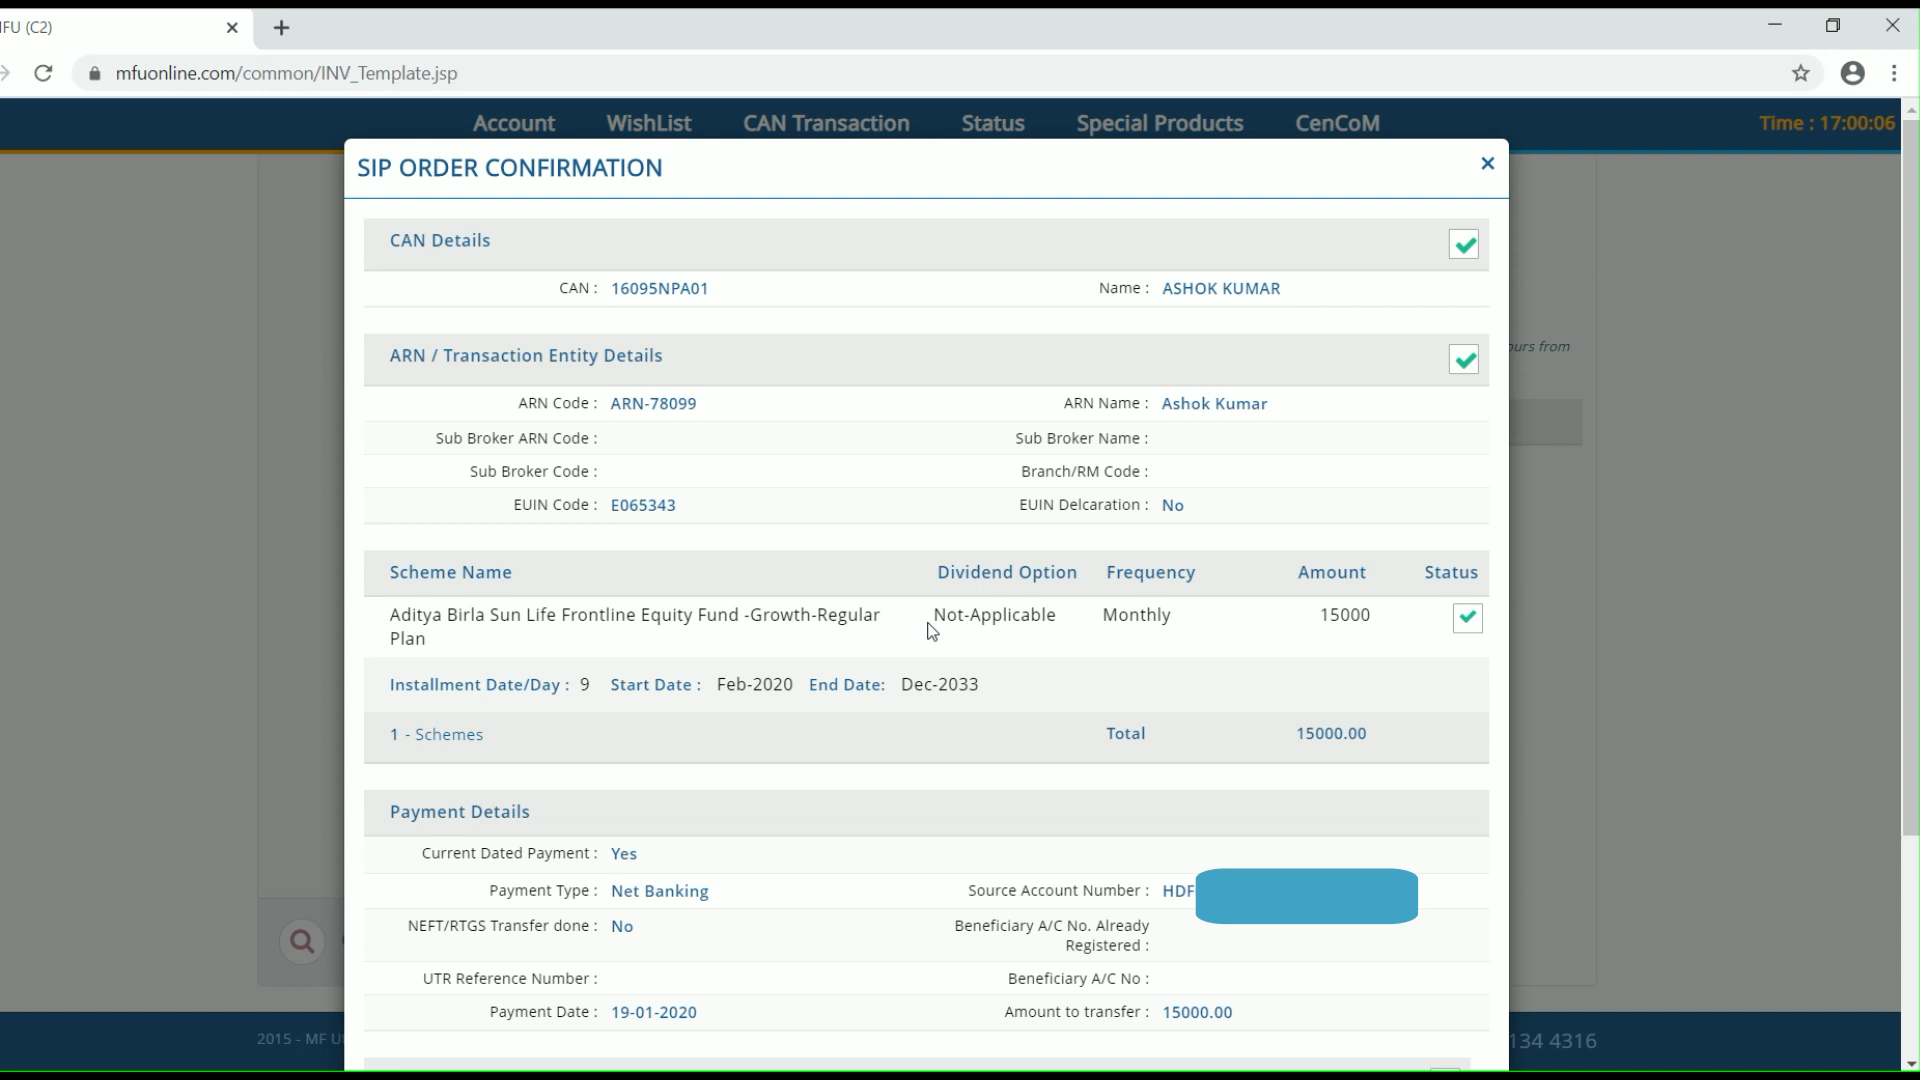 IFU (C2)
mfuonline.com/common/INV_Template.jsp
Account WishList CAN Transaction Status Special Products CenCoM Time : 17:00:06
SIP ORDER CONFIRMATION
CAN Details
CAN : 16095NPA01 Name : ASHOK KUMAR
ours from
ARN / Transaction Entity Details
ARN Code : ARN-78099 ARN Name : Ashok Kumar
Sub Broker ARN Code : Sub Broker Name :
Sub Broker Code : Branch/RM Code :
EUIN Code : E065343 EUIN Delcaration : No
Scheme Name Dividend Option Frequency Amount Status
Aditya Birla Sun Life Frontline Equity Fund -Growth-Regular Not-Applicable Monthly 15000
Plan
Installment Date/Day : 9 Start Date : Feb-2020 End Date: Dec-2033
1 - Schemes Total 15000.00
Payment Details
Current Dated Payment : Yes
Payment Type : Net Banking Source Account Number : HDF
NEFT/RTGS Transfer done : No Beneficiary A/C No. Already
Registered :
UTR Reference Number : Beneficiary A/C No :
Payment Date : 19-01-2020 Amount to transfer : 15000.00
2015 - MF U 134 4316